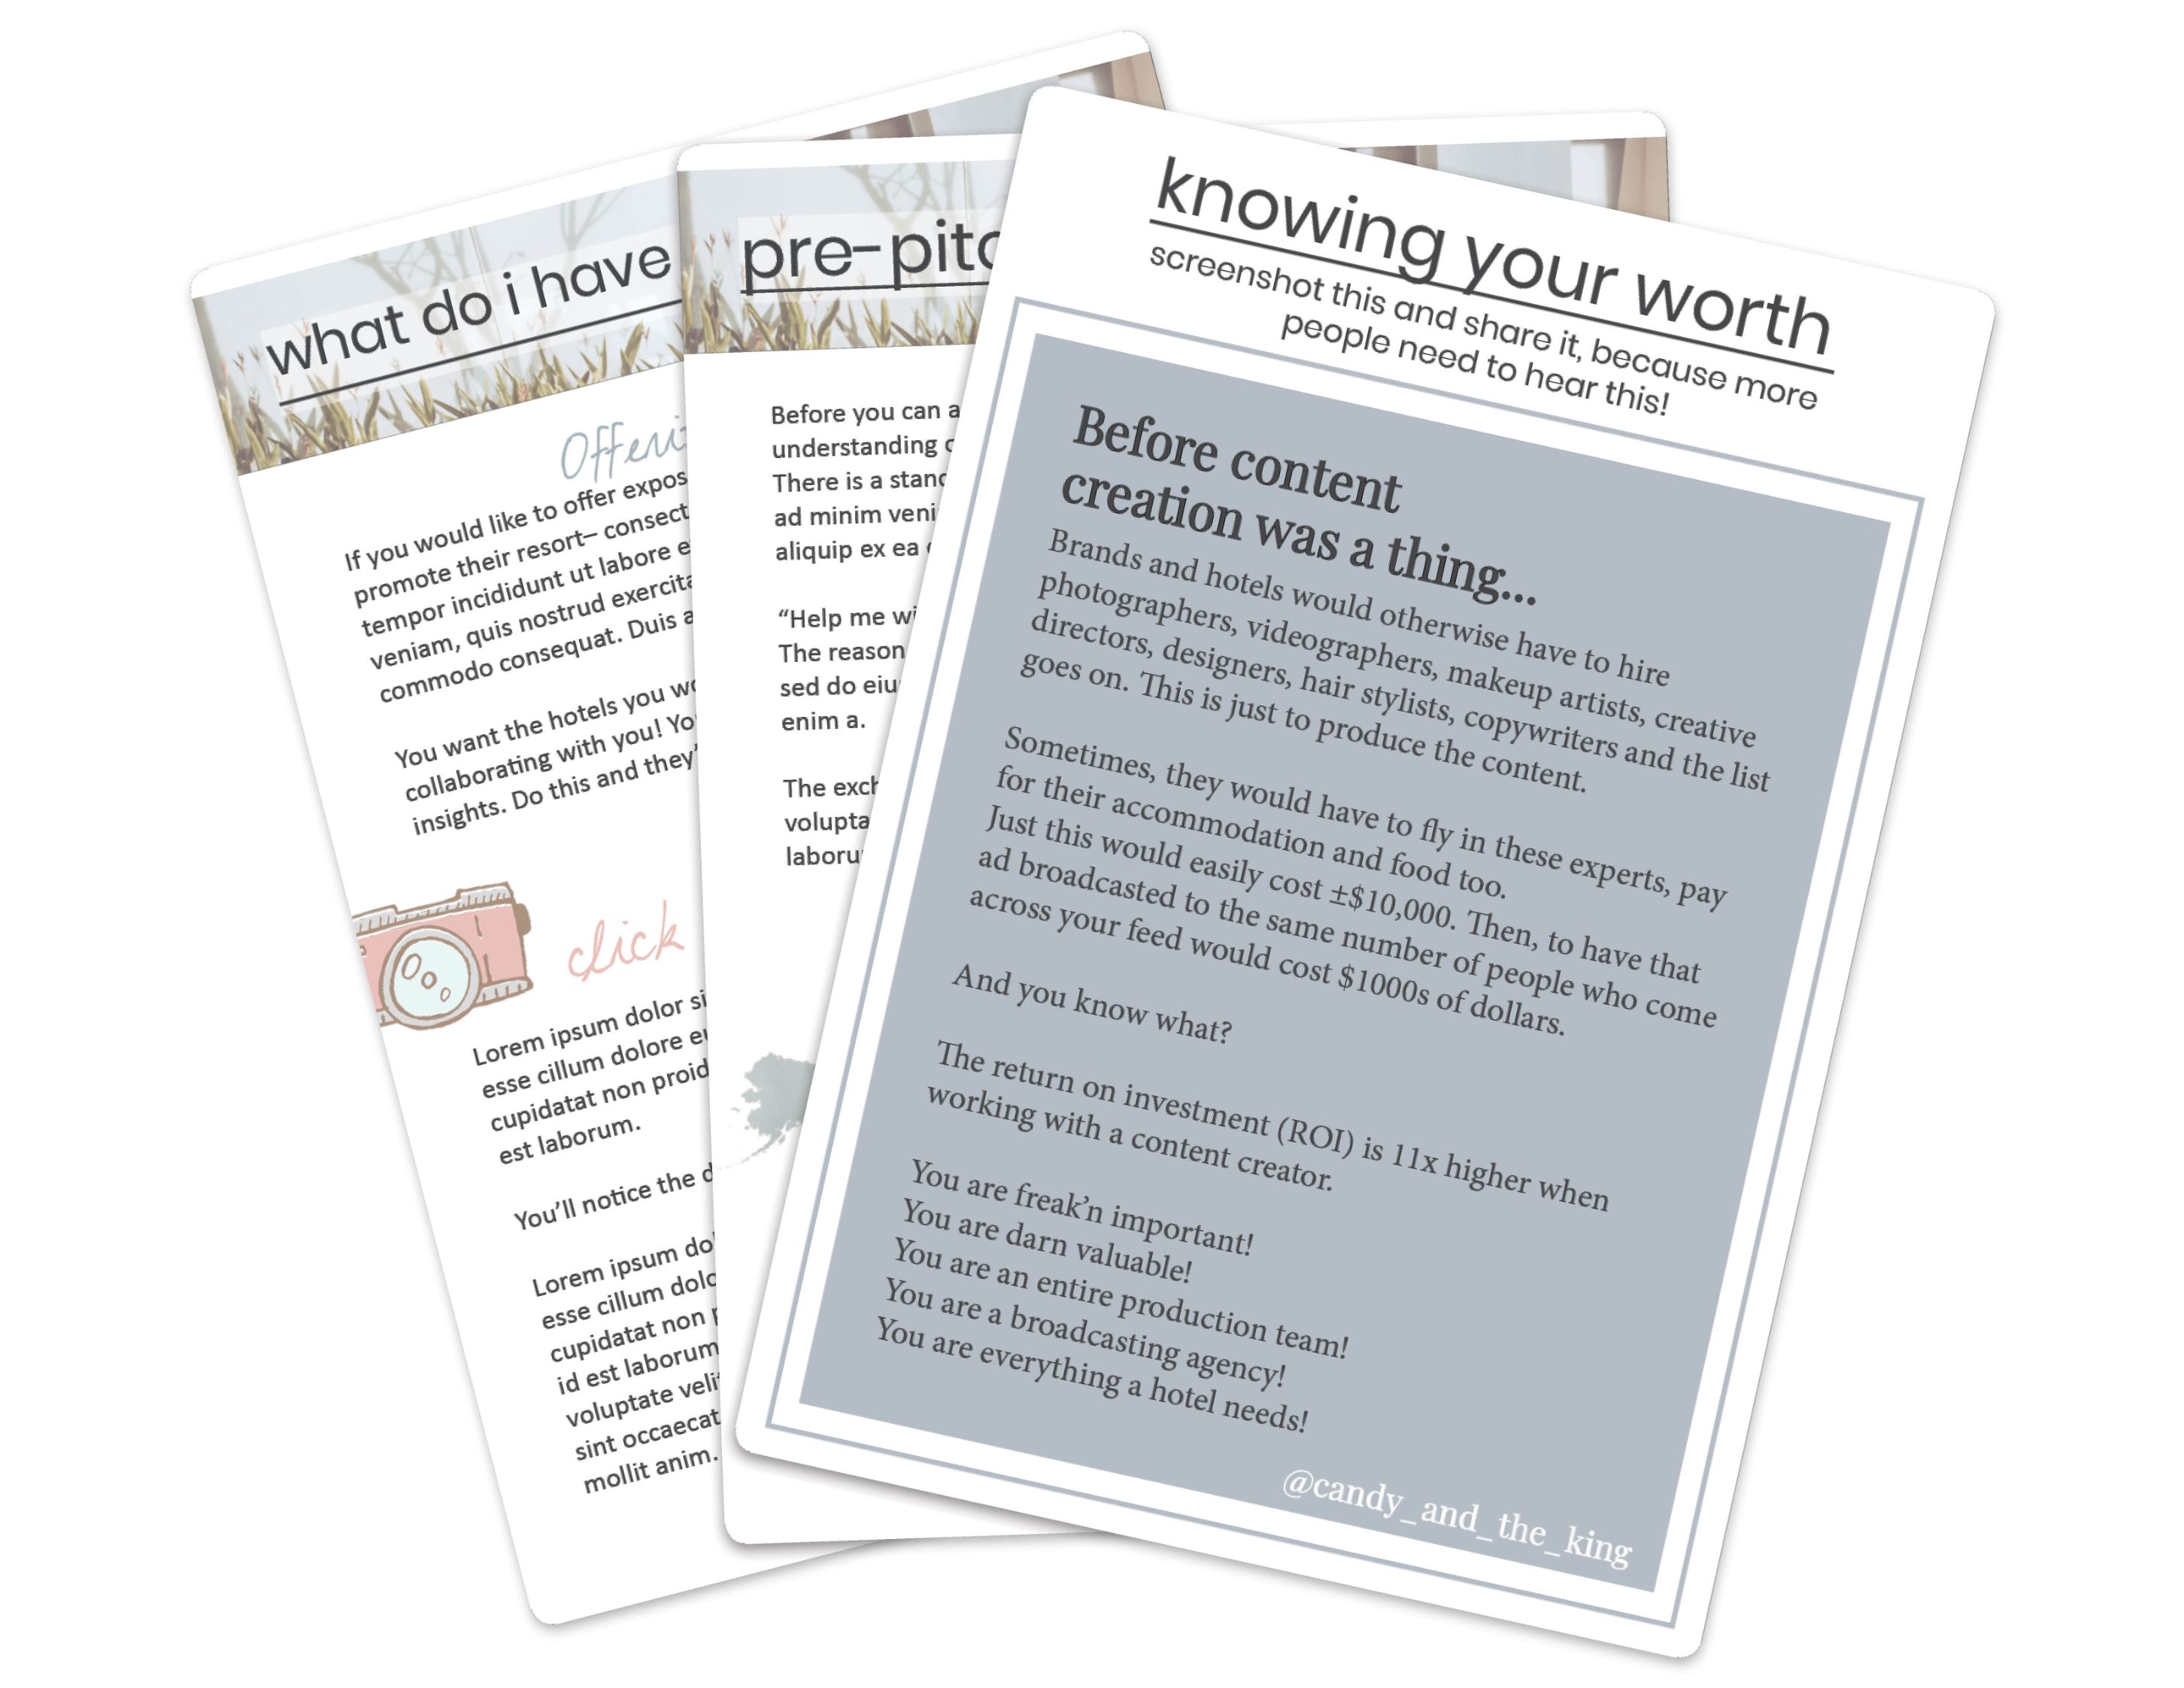 what do i have
Offeri
If you would like to offer expos
promote their resort– consect
tempor incididunt ut labore e
veniam, quis nostrud exercita
commodo consequat. Duis a
You want the hotels you wo
collaborating with you! Yo
insights. Do this and they'
click
Lorem ipsum dolor si
esse cillum dolore eu
cupidatat non proid
est laborum.
You'll notice the d
Lorem ipsum do
esse cillum dolo
cupidatat non p
id est laborum
voluptate velit
sint occaecat
mollit anim.
pre-pitc
Before you can a
understanding o
There is a stand
ad minim veni
aliquip ex ea c
“Help me wi
The reason
sed do eiu
enim a.
The exch
volupta
laboru
knowing your worth
screenshot this and share it, because more
people need to hear this!
Before content
creation was a thing...
Brands and hotels would otherwise have to hire
photographers, videographers, makeup artists, creative
directors, designers, hair stylists, copywriters and the list
goes on. This is just to produce the content.
Sometimes, they would have to fly in these experts, pay
for their accommodation and food too.
Just this would easily cost ±$10,000. Then, to have that
ad broadcasted to the same number of people who come
across your feed would cost $1000s of dollars.
And you know what?
The return on investment (ROI) is 11x higher when
working with a content creator.
You are freak’n important!
You are darn valuable!
You are an entire production team!
You are a broadcasting agency!
You are everything a hotel needs!
@candy_and_the_king